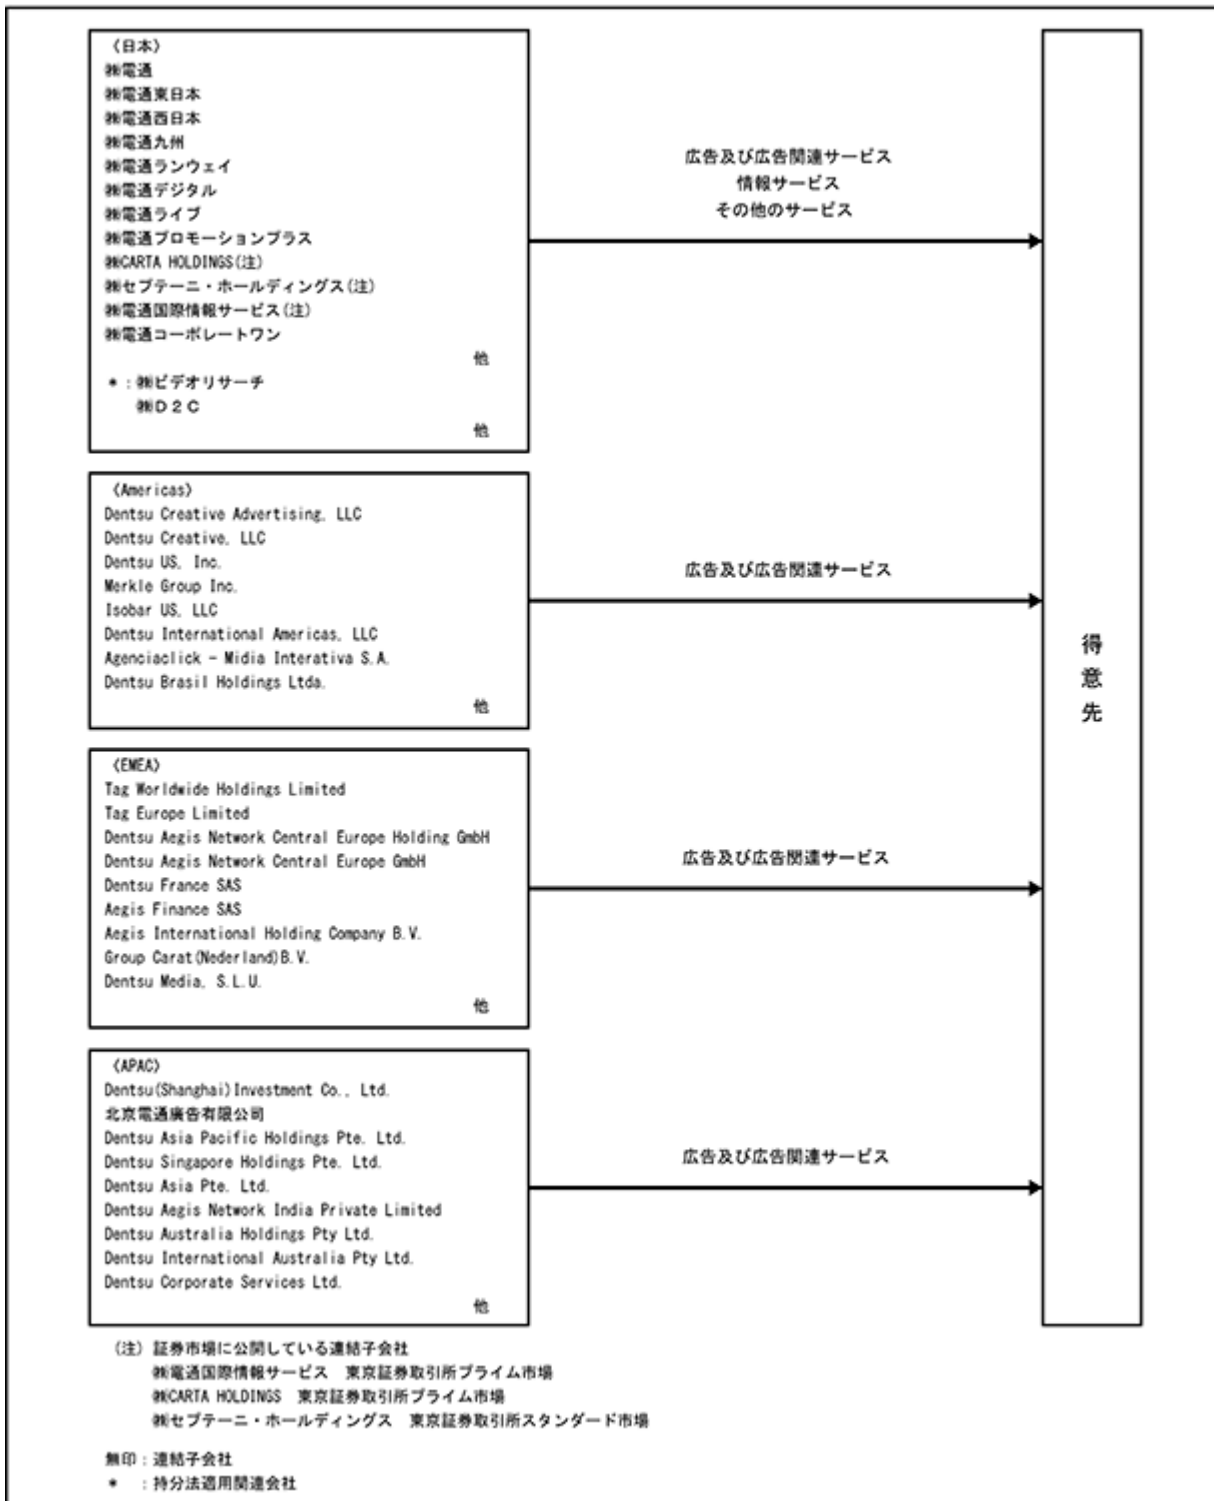 〈日本〉
㈱電通
㈱電通東日本
㈱電通西日本
㈱電通九州
㈱電通ランウェイ
㈱電通デジタル
㈱電通ライブ
㈱電通プロモーションプラス
㈱CARTA HOLDINGS(注)
㈱セプテーニ・ホールディングス(注)
㈱電通国際情報サービス(注)
㈱電通コーポレートワン
他
＊：㈱ビデオリサーチ
㈱Ｄ２Ｃ
他
広告及び広告関連サービス
情報サービス
その他のサービス
〈Americas〉
Dentsu Creative Advertising, LLC
Dentsu Creative, LLC
Dentsu US, Inc.
Merkle Group Inc.
Isobar US, LLC
Dentsu International Americas, LLC
Agenciaclick - Midia Interativa S.A.
Dentsu Brasil Holdings Ltda.
他
広告及び広告関連サービス
〈EMEA〉
Tag Worldwide Holdings Limited
Tag Europe Limited
Dentsu Aegis Network Central Europe Holding GmbH
Dentsu Aegis Network Central Europe GmbH
Dentsu France SAS
Aegis Finance SAS
Aegis International Holding Company B.V.
Group Carat(Nederland)B.V.
Dentsu Media, S.L.U.
他
広告及び広告関連サービス
〈APAC〉
Dentsu(Shanghai)Investment Co., Ltd.
北京電通廣告有限公司
Dentsu Asia Pacific Holdings Pte. Ltd.
Dentsu Singapore Holdings Pte. Ltd.
Dentsu Asia Pte. Ltd.
Dentsu Aegis Network India Private Limited
Dentsu Australia Holdings Pty Ltd.
Dentsu International Australia Pty Ltd.
Dentsu Corporate Services Ltd.
他
広告及び広告関連サービス
得意先
(注) 証券市場に公開している連結子会社
㈱電通国際情報サービス　東京証券取引所プライム市場
㈱CARTA HOLDINGS　東京証券取引所プライム市場
㈱セプテーニ・ホールディングス　東京証券取引所スタンダード市場
無印：連結子会社
＊　：持分法適用関連会社